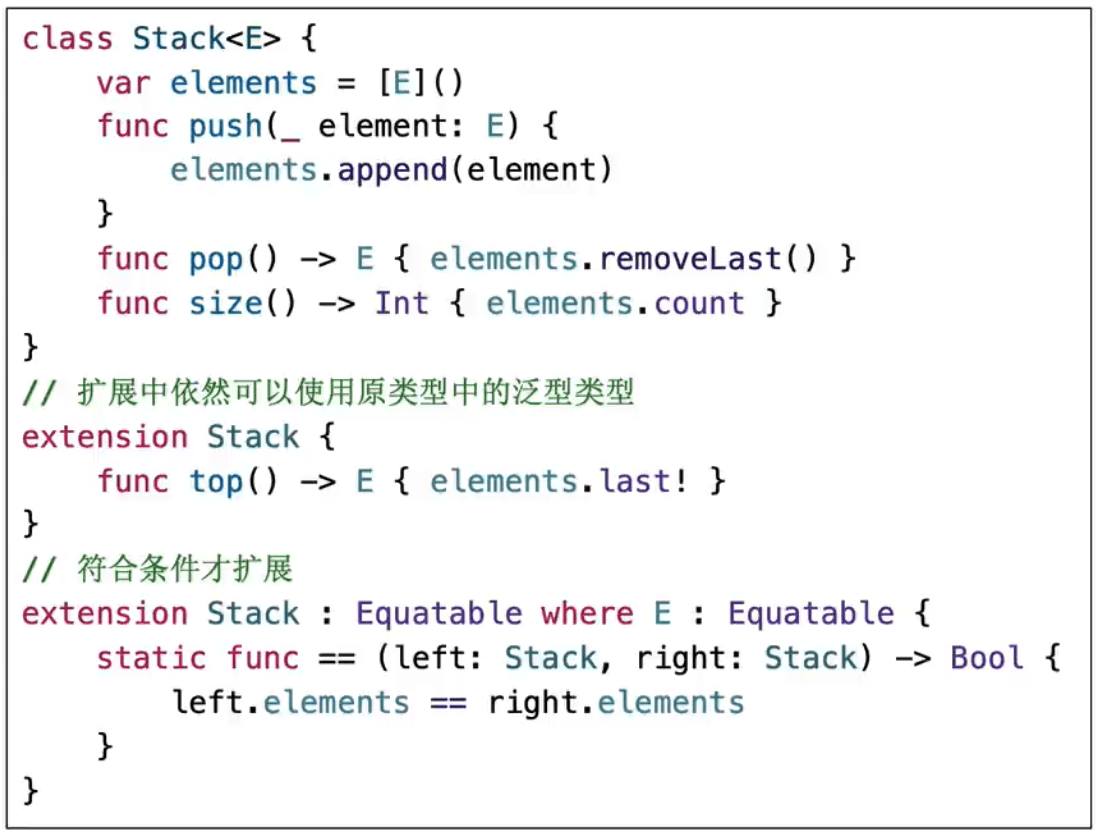 class Stack<E> {
    var elements = [E]()
    func push(_ element: E) {
        elements.append(element)
    }
    func pop() -> E { elements.removeLast() }
    func size() -> Int { elements.count }
}
// 扩展中依然可以使用原类型中的泛型类型
extension Stack {
    func top() -> E { elements.last! }
}
// 符合条件才扩展
extension Stack : Equatable where E : Equatable {
    static func == (left: Stack, right: Stack) -> Bool {
        left.elements == right.elements
    }
}